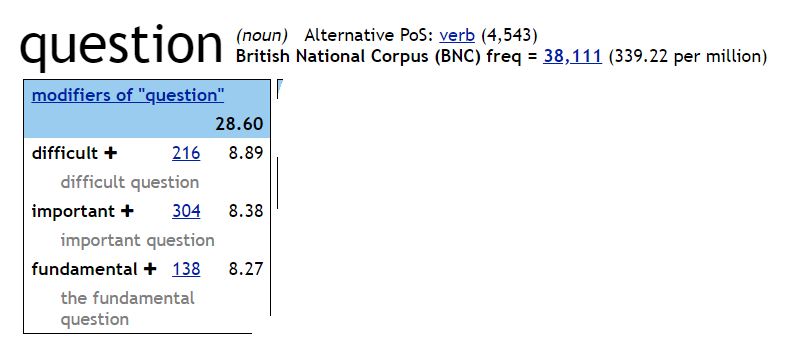 question (noun) Alternative PoS: verb (4,543)
British National Corpus (BNC) freq = 38,111 (339.22 per million)
modifiers of "question"
28.60
difficult + 216 8.89
difficult question
important + 304 8.38
important question
fundamental + 138 8.27
the fundamental
question